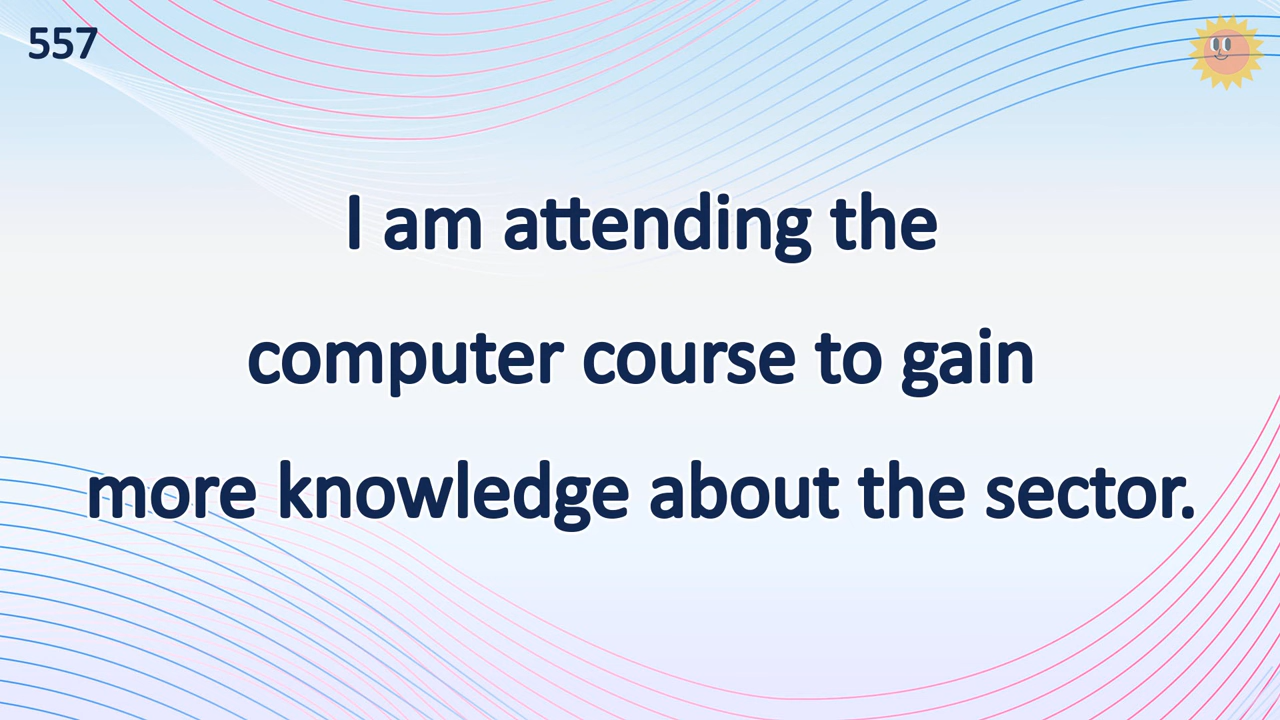 557
I am attending the
computer course to gain
more knowledge about the sector.